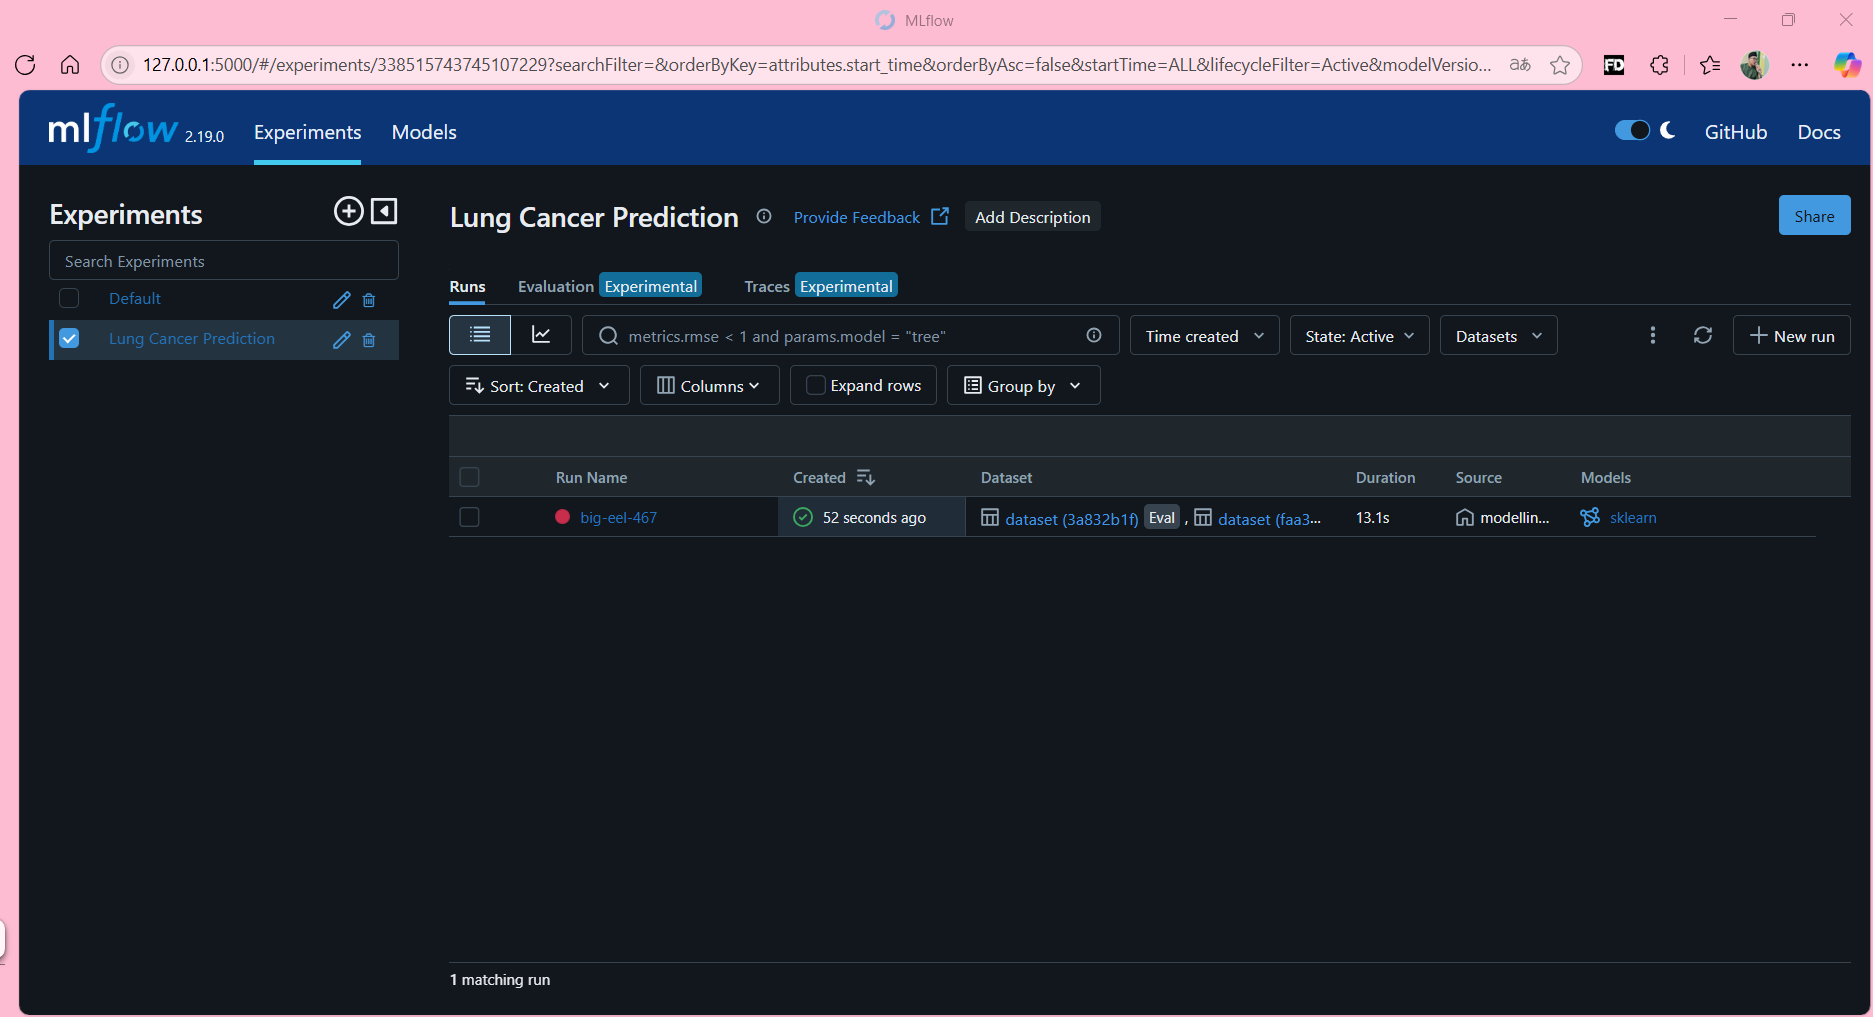 MLflow
127.0.0.1:5000/#/experiments/338515743745107229?searchFilter=&orderByKey=attributes.start_time&orderByAsc=false&startTime=ALL&lifecycleFilter=Active&modelVersio...
aあ
FD
mlflow 2.19.0 Experiments Models GitHub Docs
Experiments
Search Experiments
Default
Lung Cancer Prediction
Lung Cancer Prediction Provide Feedback Add Description Share
Runs Evaluation Experimental Traces Experimental
metrics.rmse < 1 and params.model = "tree" Time created State: Active Datasets New run
Sort: Created Columns Expand rows Group by
Run Name Created Dataset Duration Source Models
big-eel-467 52 seconds ago dataset (3a832b1f) Eval , dataset (faa3... 13.1s modellin... sklearn
1 matching run